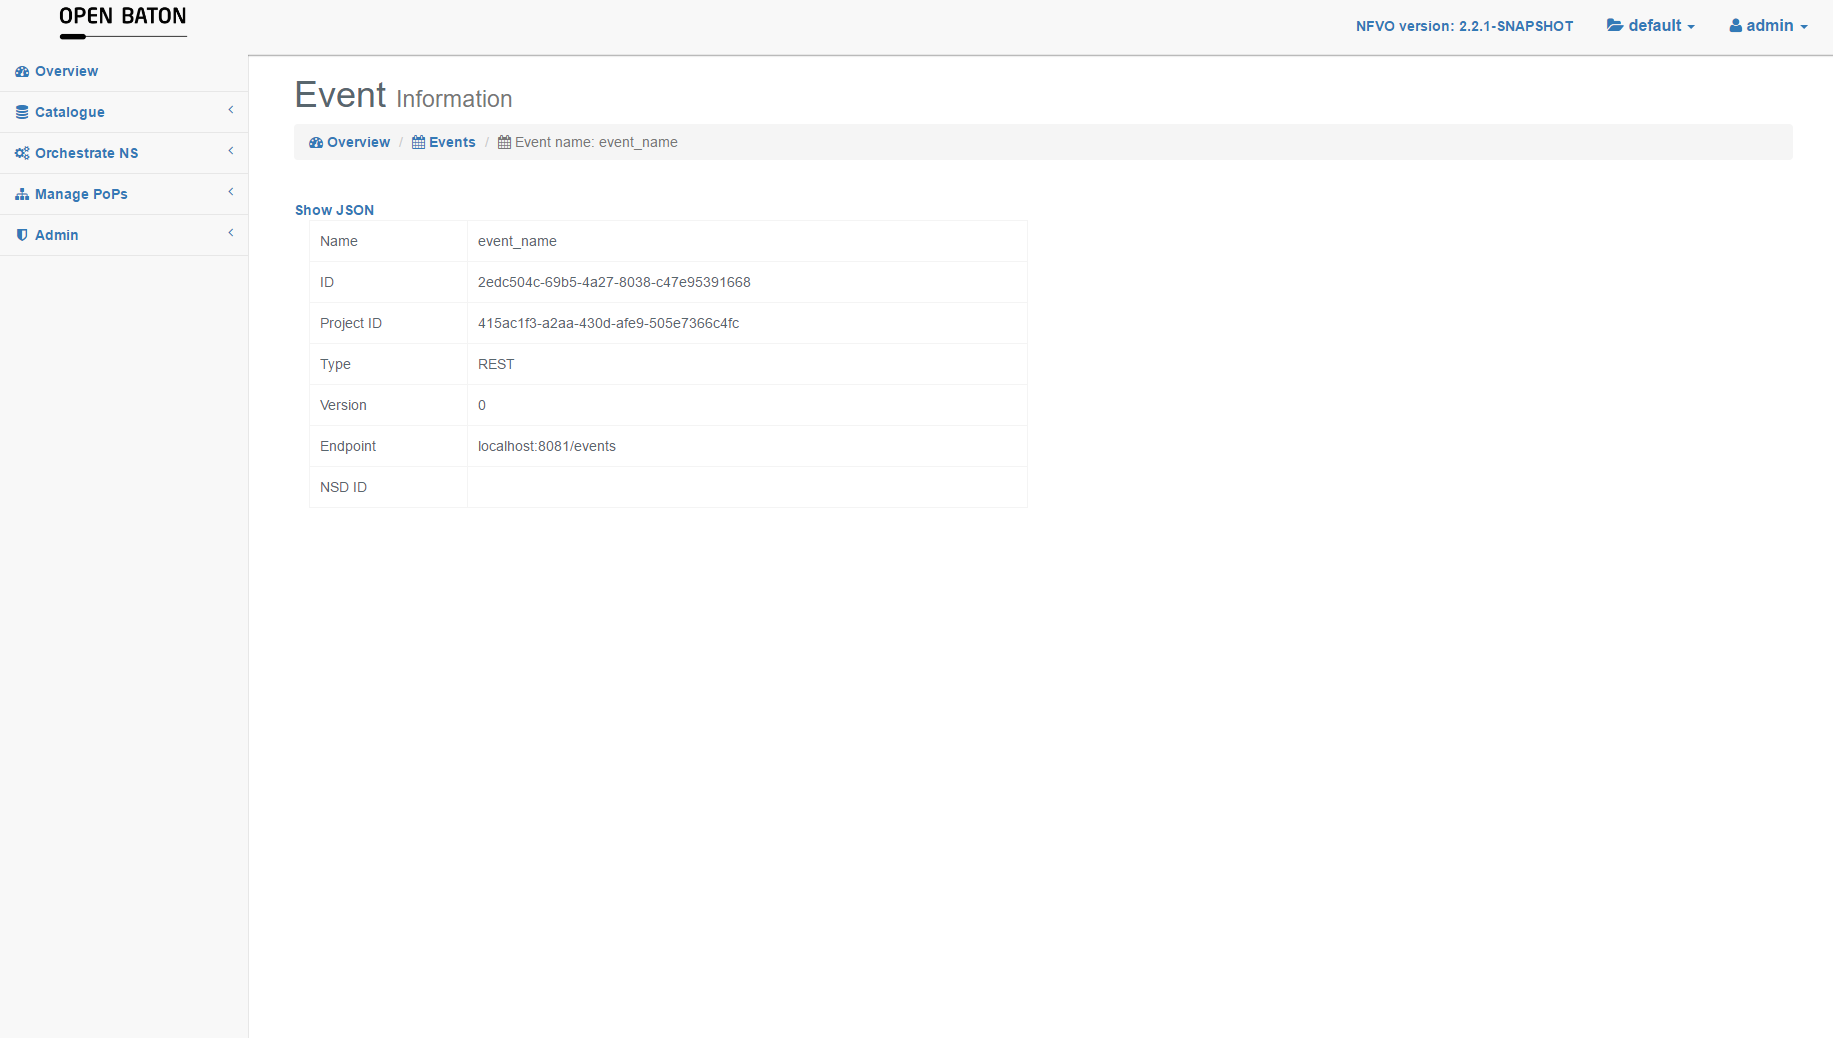 OPEN BATON
NFVO version: 2.2.1-SNAPSHOT
default
admin
Overview
Catalogue
Orchestrate NS
Manage PoPs
Admin
Event Information
Overview / Events / Event name: event_name
Show JSON
Name event_name
ID 2edc504c-69b5-4a27-8038-c47e95391668
Project ID 415ac1f3-a2aa-430d-afe9-505e7366c4fc
Type REST
Version 0
Endpoint localhost:8081/events
NSD ID